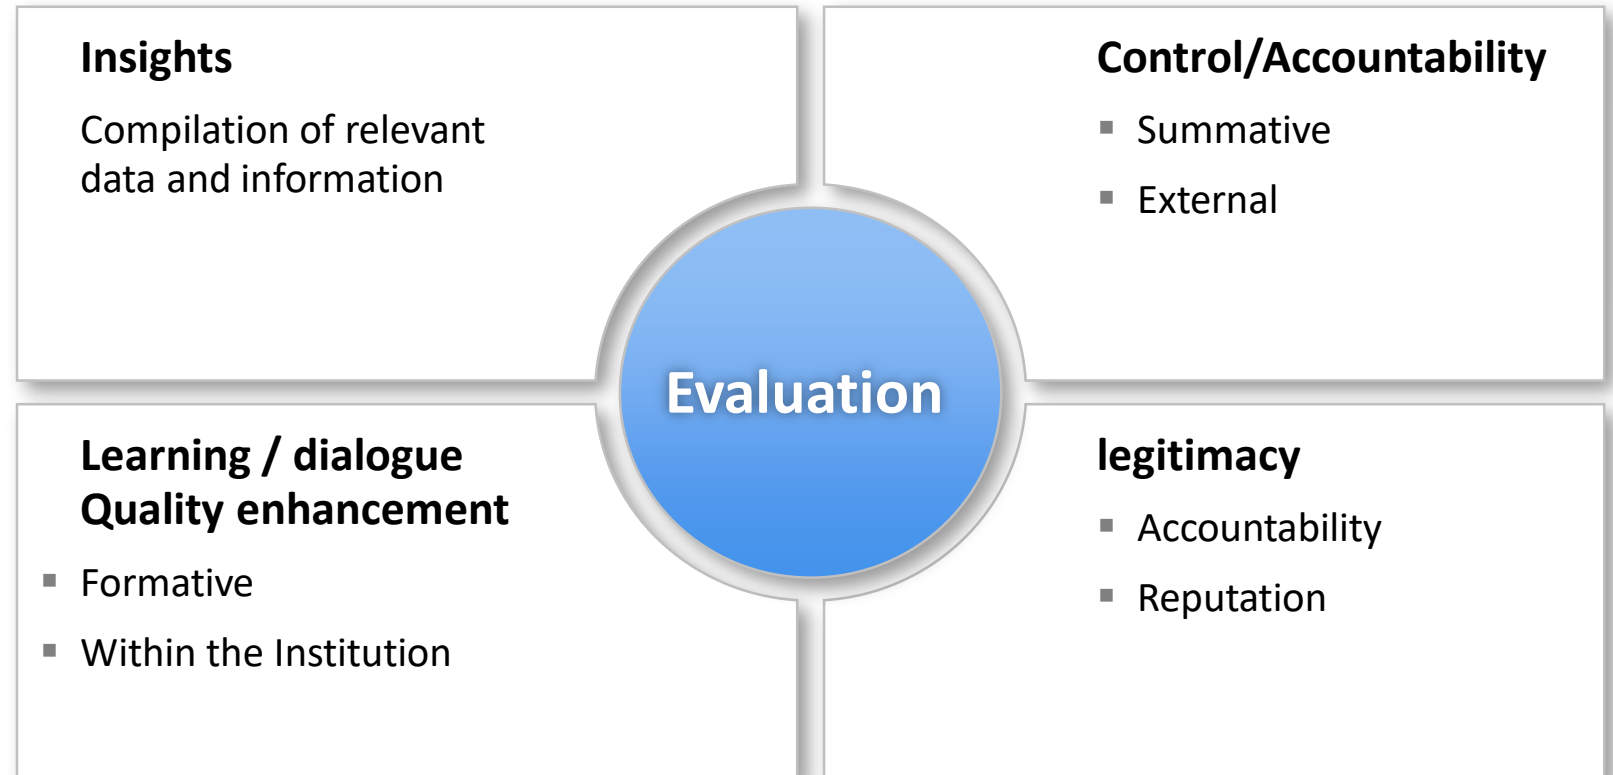 Insights
Compilation of relevant
data and information
Control/Accountability
▪ Summative
▪ External
Evaluation
Learning / dialogue
Quality enhancement
▪ Formative
▪ Within the Institution
legitimacy
▪ Accountability
▪ Reputation